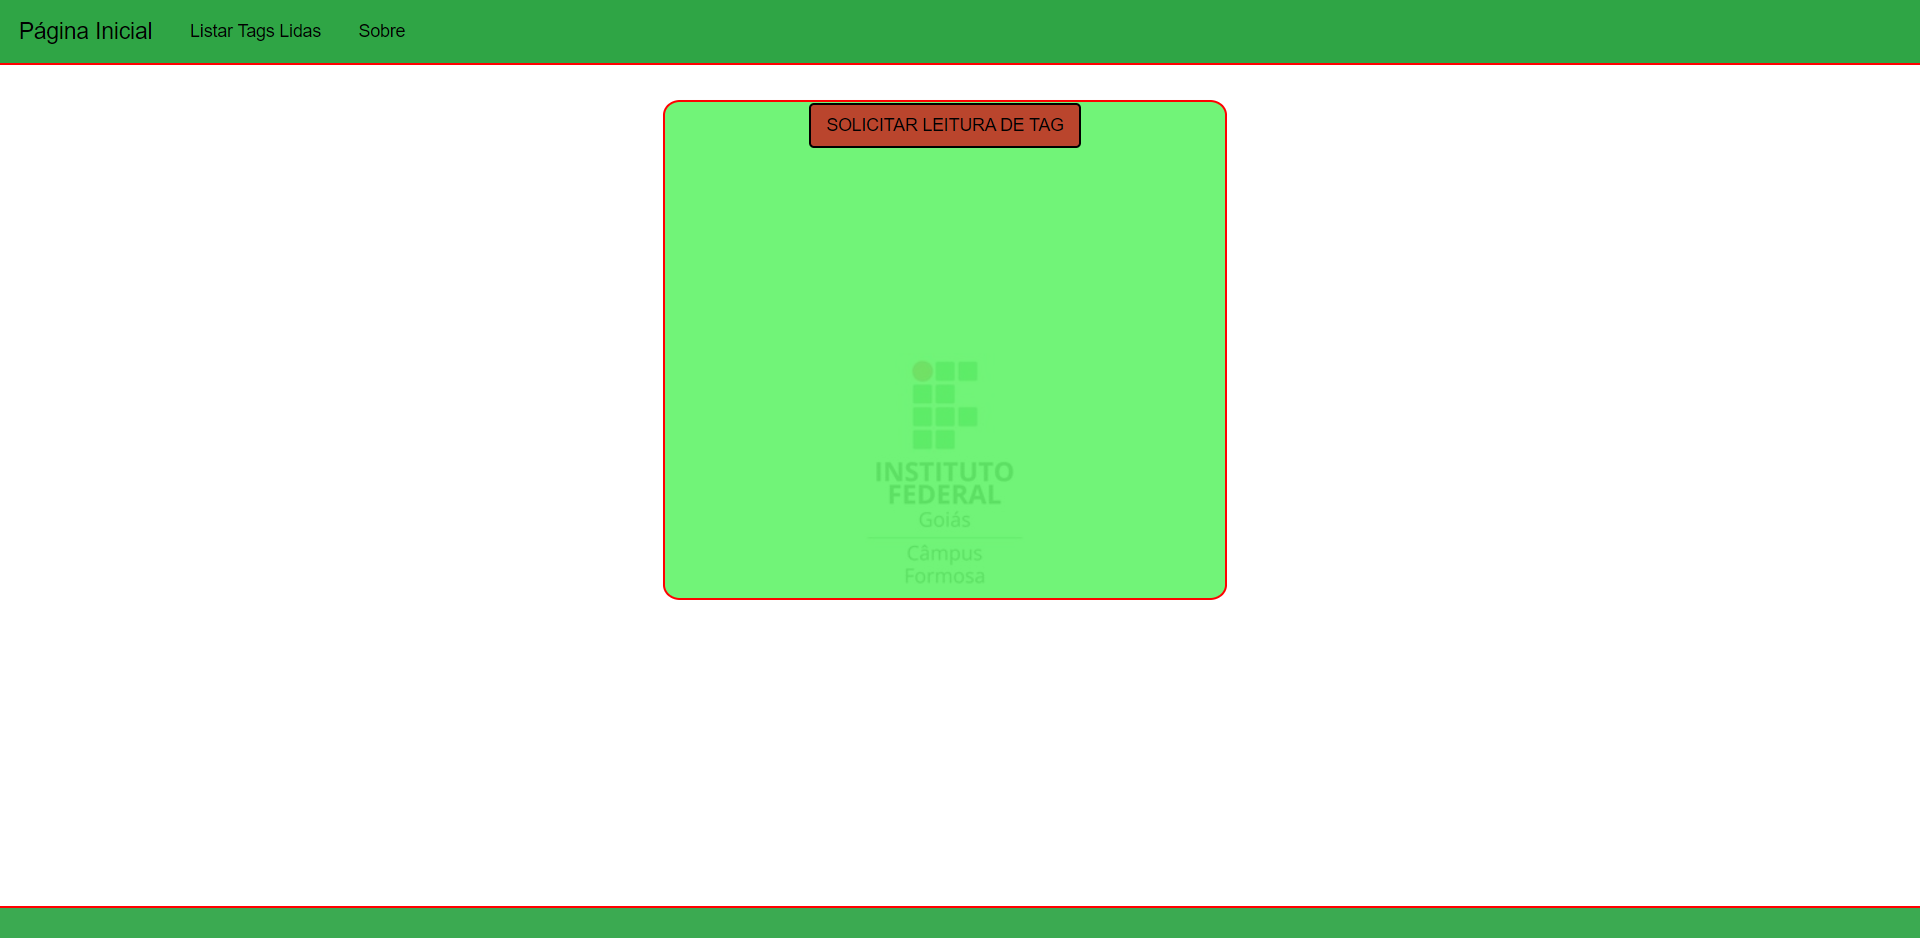 Página Inicial Listar Tags Lidas Sobre
SOLICITAR LEITURA DE TAG
INSTITUTO
FEDERAL
Goiás
Câmpus
Formosa